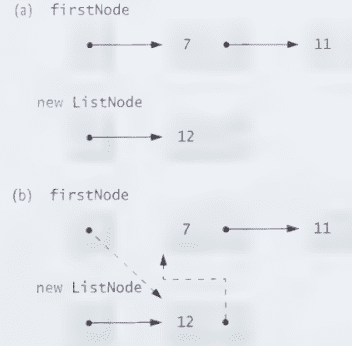 (a) firstNode
7 11
new ListNode
12
(b) firstNode
7 11
new ListNode
12